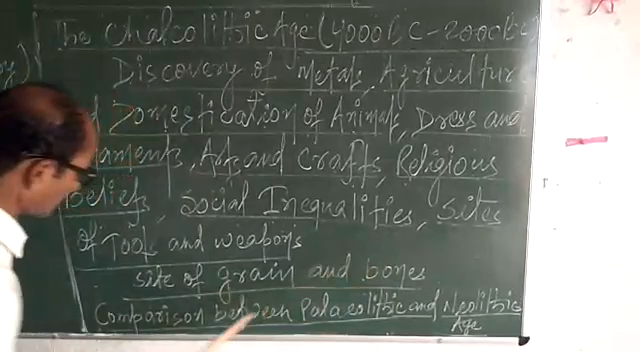 The Chalcolithic Age (4000 BC - 2000 BC)
Discovery of Metals, Agriculture
Domestication of Animals, Dress and
aments, Arts and Crafts, Religious
beliefs, Social Inequalities, Sites
of Tools and weapons
site of grain and bones
Comparison between Palaeolithic and Neolithic
Age